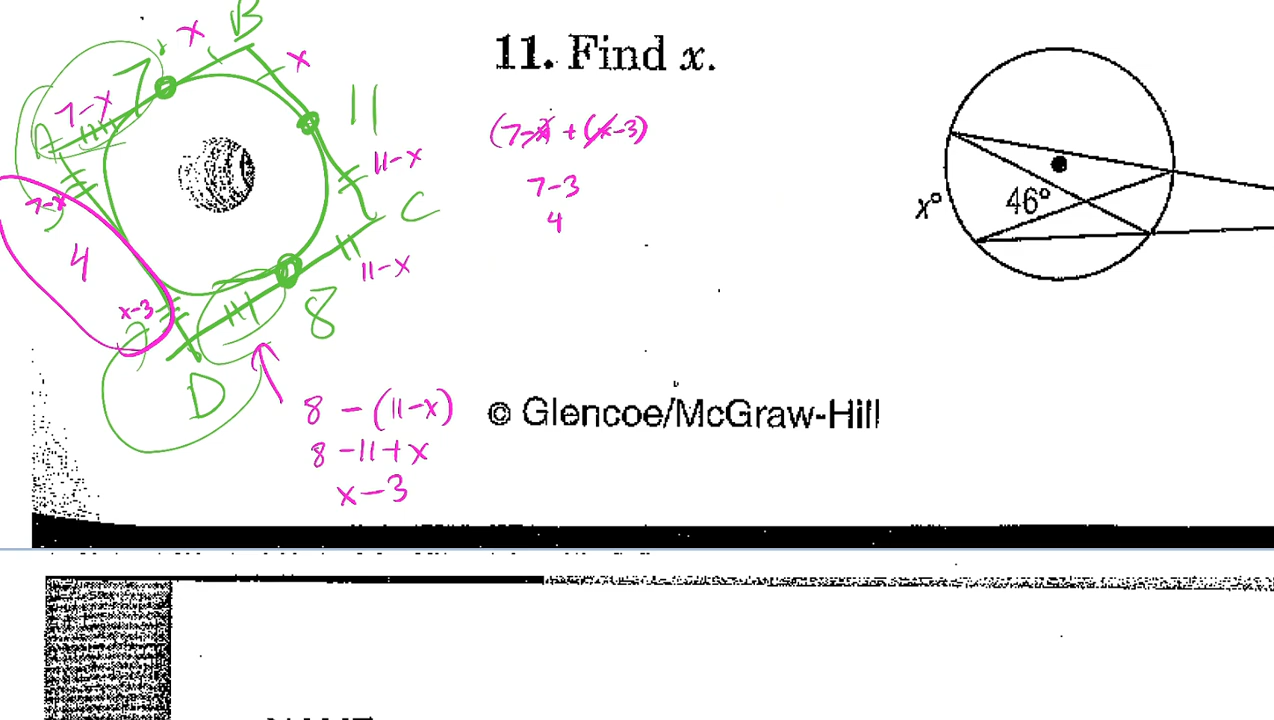 B
x
x
7
11
7-x
11-x
C
11-x
7-x
4
x-3
8
D
8 - (11-x)
8 - 11 + x
x - 3
11. Find x.
(7-x + (x-3)
7-3
4
x°
46°
© Glencoe/McGraw-Hill
NAME